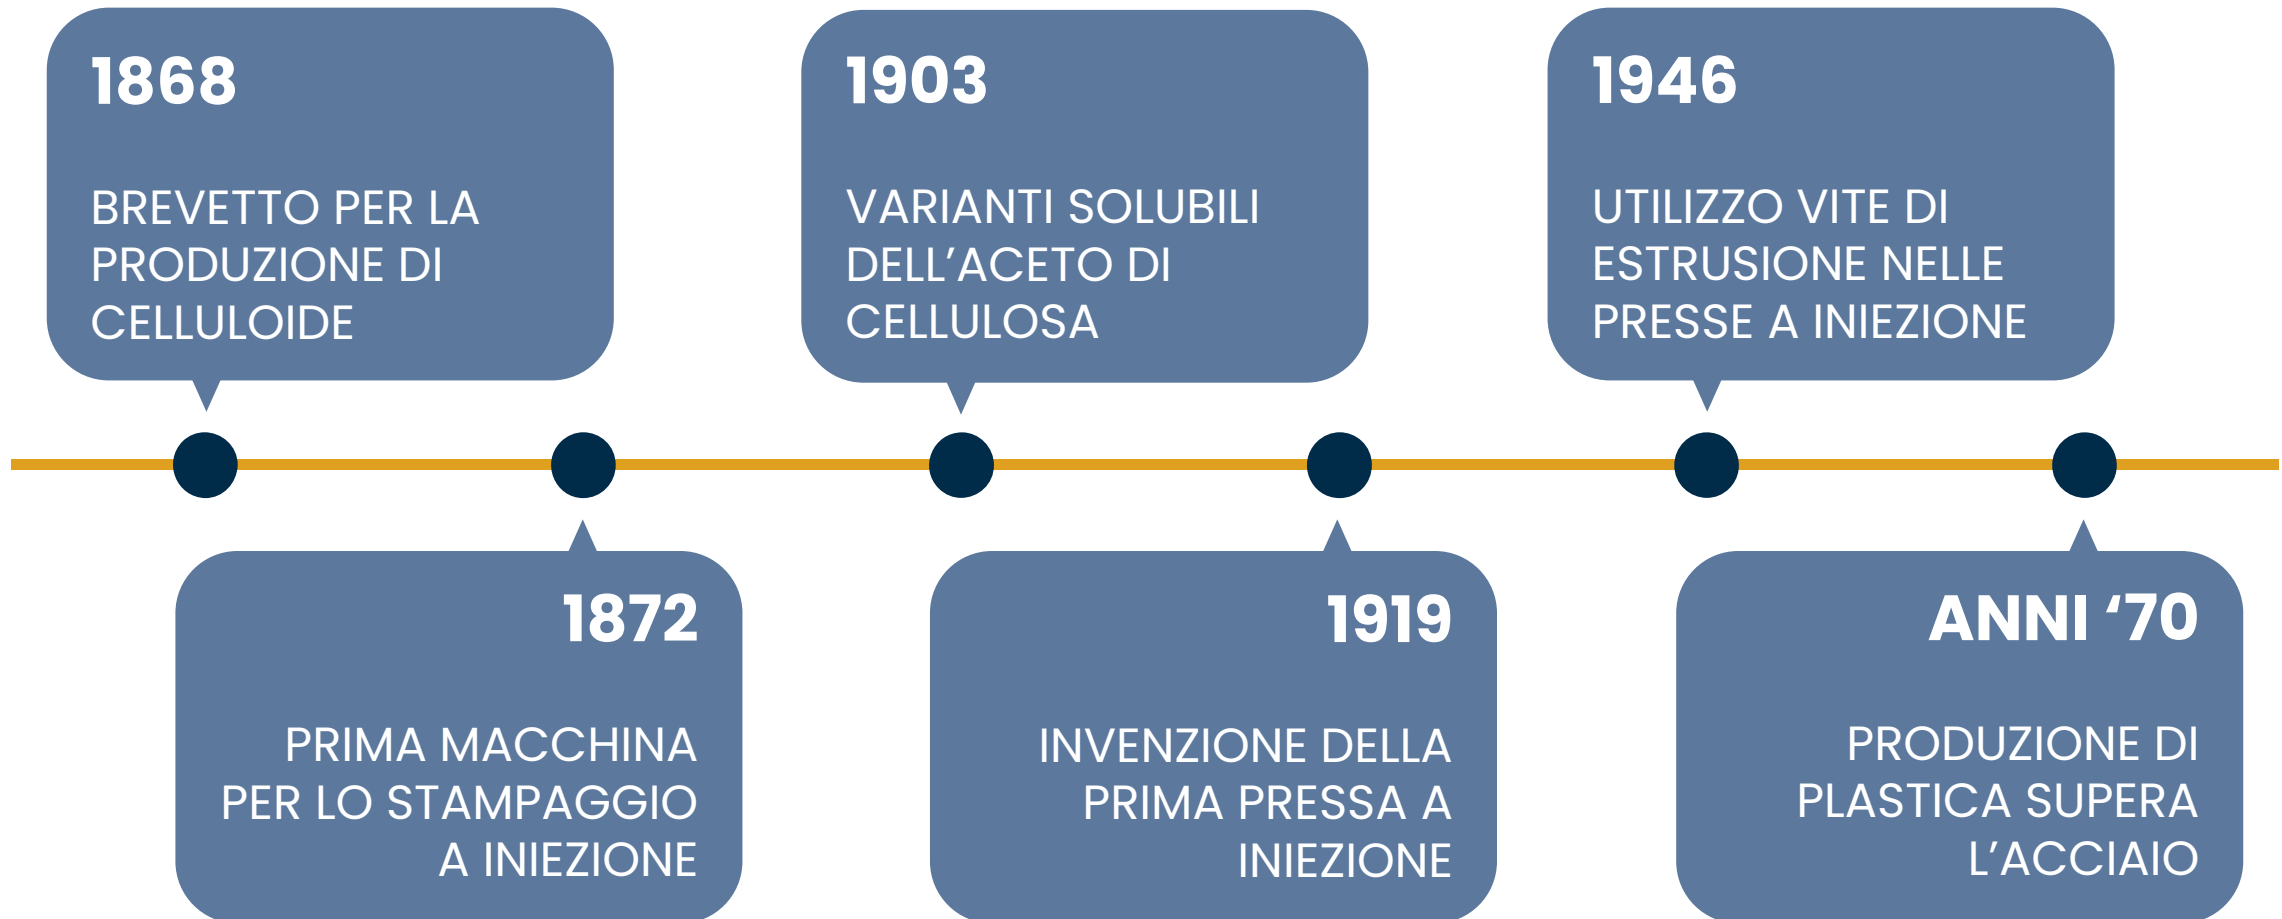 1868
BREVETTO PER LA
PRODUZIONE DI
CELLULOIDE
1872
PRIMA MACCHINA
PER LO STAMPAGGIO
A INIEZIONE
1903
VARIANTI SOLUBILI
DELL’ACETO DI
CELLULOSA
1919
INVENZIONE DELLA
PRIMA PRESSA A
INIEZIONE
1946
UTILIZZO VITE DI
ESTRUSIONE NELLE
PRESSE A INIEZIONE
ANNI ‘70
PRODUZIONE DI
PLASTICA SUPERA
L’ACCIAIO